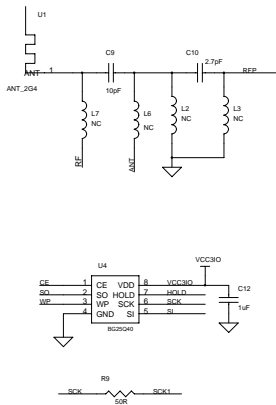 U1
ANT 1
ANT_2G4
C9
10pF
C10
2.7pF
RFP
L7
NC
L6
NC
L2
NC
L3
NC
RF
ANT
U4
VCC3IO
CE 1 CE VDD 8 VCC3IO
SO 2 SO HOLD 7 HOLD
WP 3 WP SCK 6 SCK
4 GND SI 5 SI
BG25Q40
C12
1uF
R9
SCK SCK1
50R